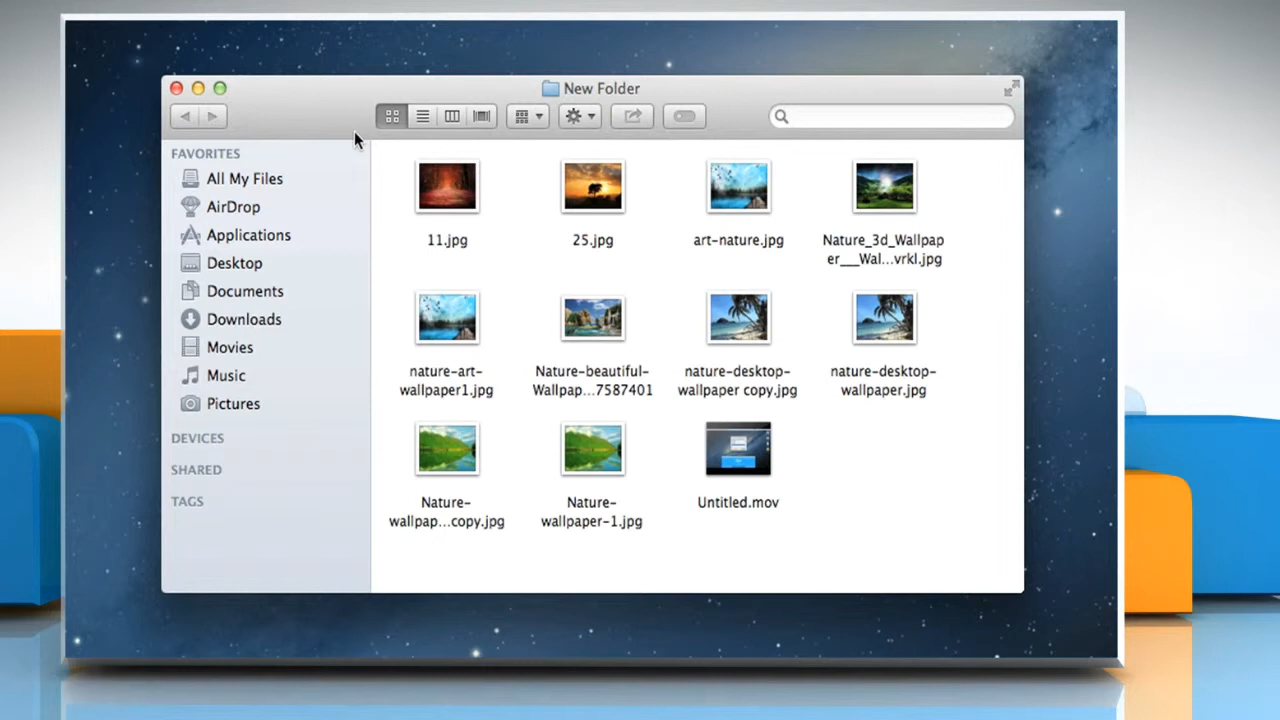 New Folder
FAVORITES
All My Files
AirDrop
Applications
Desktop
Documents
Downloads
Movies
Music
Pictures
DEVICES
SHARED
TAGS
11.jpg
25.jpg
art-nature.jpg
Nature_3d_Wallpap
er___Wal...vrkl.jpg
nature-art-
wallpaper1.jpg
Nature-beautiful-
Wallpap...7587401
nature-desktop-
wallpaper copy.jpg
nature-desktop-
wallpaper.jpg
Nature-
wallpap...copy.jpg
Nature-
wallpaper-1.jpg
Untitled.mov